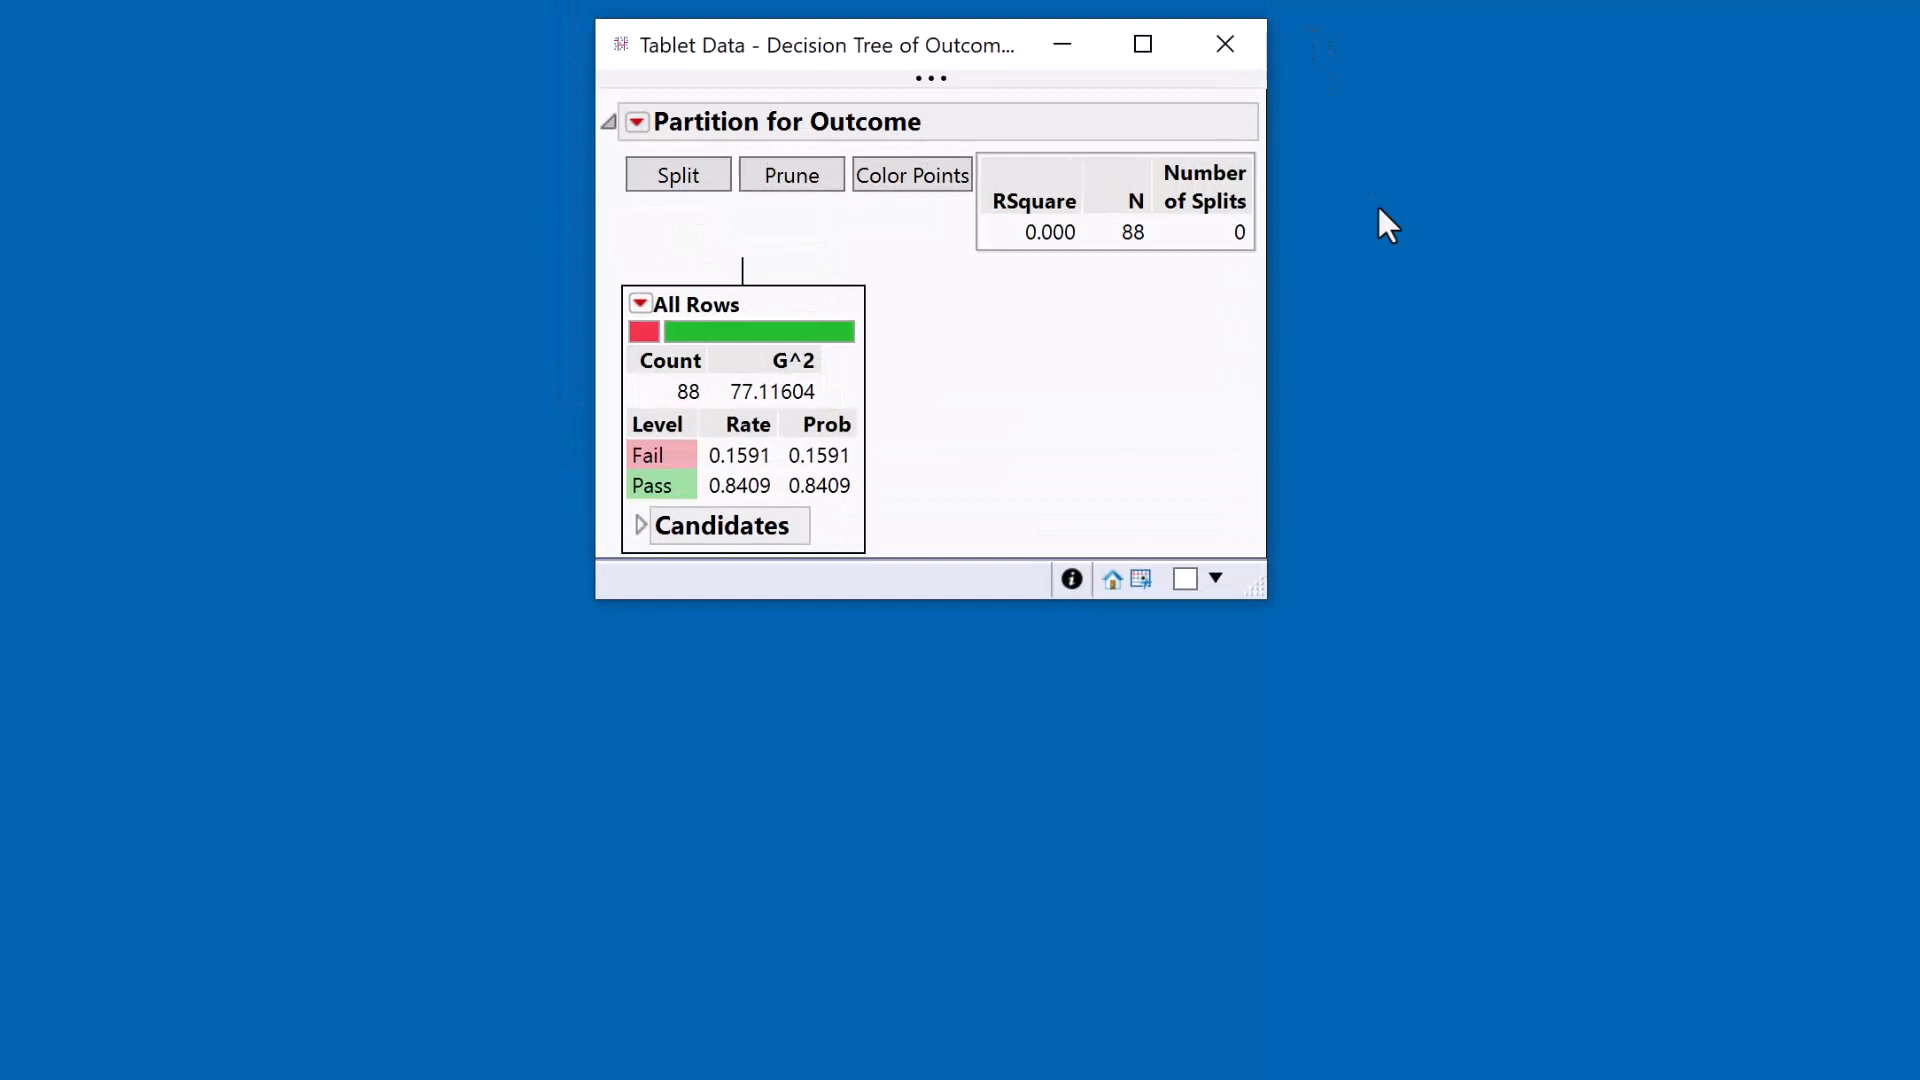 Tablet Data - Decision Tree of Outcom...
Partition for Outcome
Split Prune Color Points
RSquare N Number of Splits
0.000 88 0
All Rows
Count G^2
88 77.11604
Level Rate Prob
Fail 0.1591 0.1591
Pass 0.8409 0.8409
Candidates